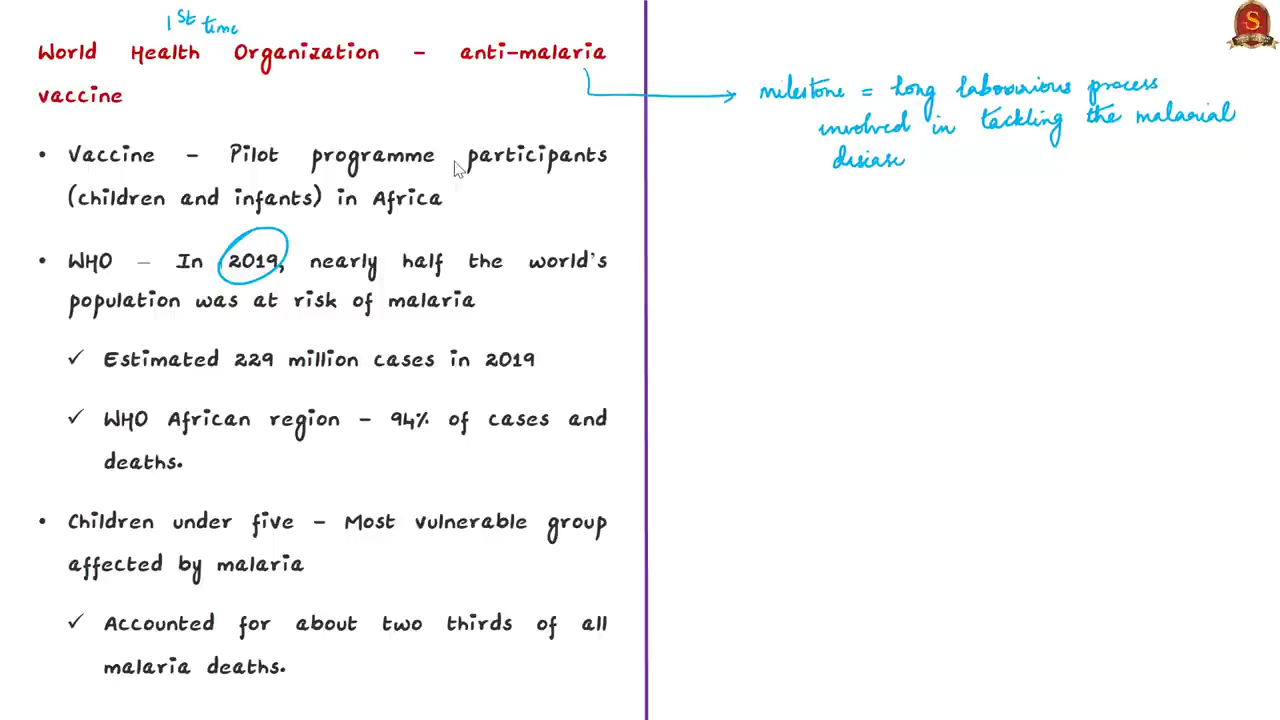 1st time
World Health Organization - anti-malaria
vaccine
• Vaccine - Pilot programme participants
(children and infants) in Africa
• WHO - In 2019, nearly half the world's
population was at risk of malaria
✓ Estimated 229 million cases in 2019
✓ WHO African region - 94% of cases and
deaths.
• Children under five - Most vulnerable group
affected by malaria
✓ Accounted for about two thirds of all
malaria deaths.
milestone = long labourious process
involved in tackling the malarial
disease
S